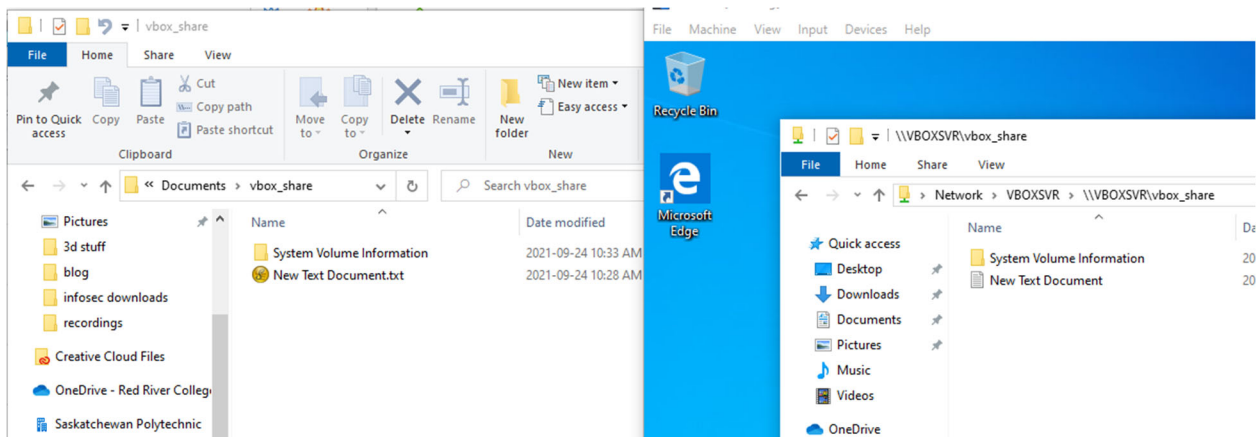 vbox_share
File Home Share View
Pin to Quick access
Copy
Paste
Cut
Copy path
Paste shortcut
Clipboard
Move to
Copy to
Delete
Rename
Organize
New folder
New item
Easy access
New
« Documents > vbox_share
Search vbox_share
Pictures
3d stuff
blog
infosec downloads
recordings
Creative Cloud Files
OneDrive - Red River College
Saskatchewan Polytechnic
Name Date modified
System Volume Information 2021-09-24 10:33 AM
New Text Document.txt 2021-09-24 10:28 AM
File Machine View Input Devices Help
Recycle Bin
Microsoft
Edge
\\VBOXSVR\vbox_share
File Home Share View
> Network > VBOXSVR > \\VBOXSVR\vbox_share
Quick access
Desktop
Downloads
Documents
Pictures
Music
Videos
OneDrive
Name Da
System Volume Information 20
New Text Document 20